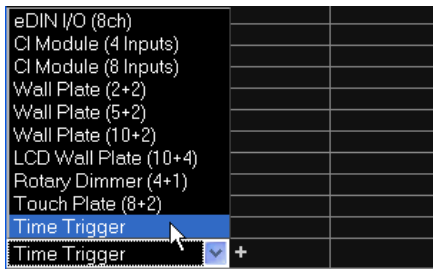 eDIN I/O (8ch)
CI Module (4 Inputs)
CI Module (8 Inputs)
Wall Plate (2+2)
Wall Plate (5+2)
Wall Plate (10+2)
LCD Wall Plate (10+4)
Rotary Dimmer (4+1)
Touch Plate (8+2)
Time Trigger
Time Trigger +